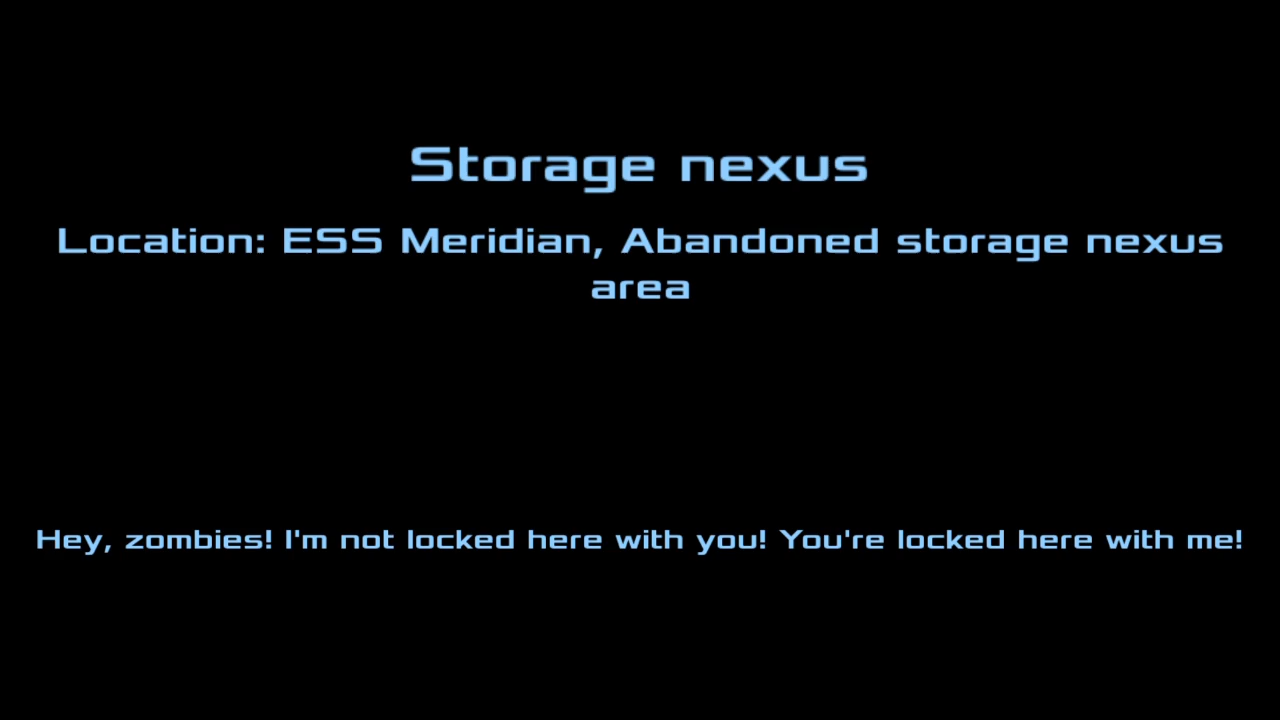 Storage nexus
Location: ESS Meridian, Abandoned storage nexus
area
Hey, zombies! I'm not locked here with you! You're locked here with me!